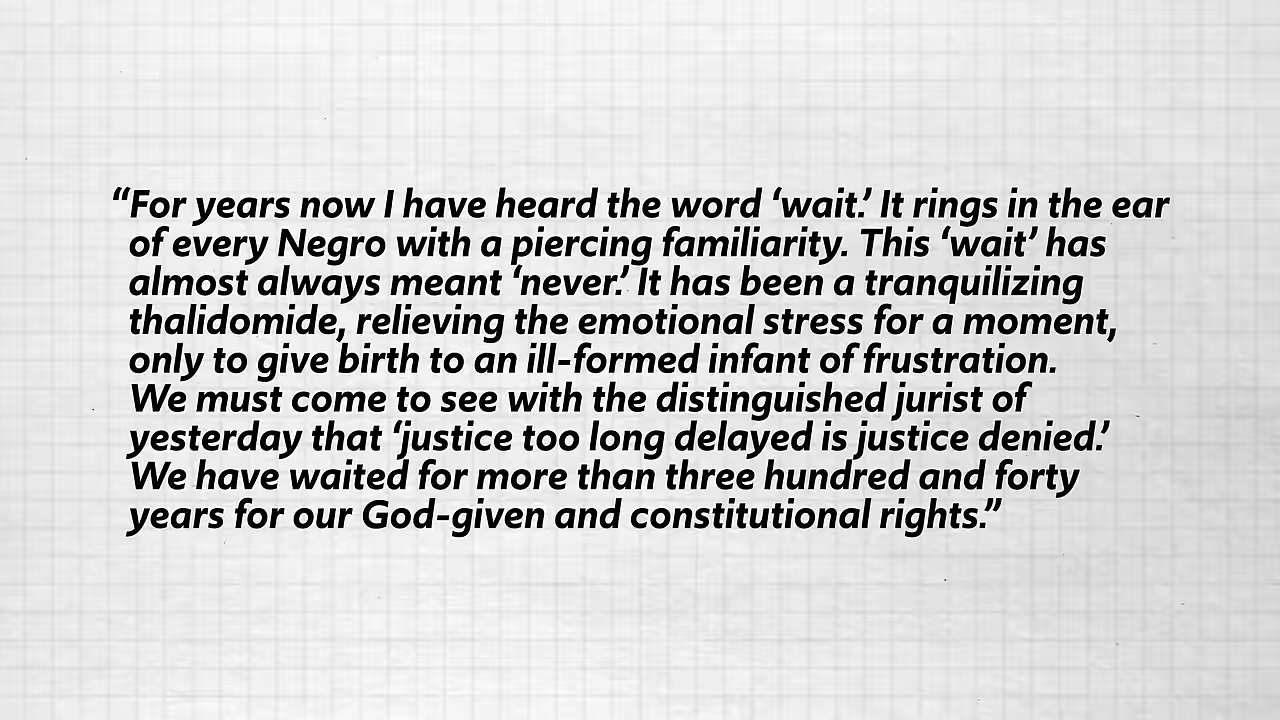 “For years now I have heard the word ‘wait.’ It rings in the ear
of every Negro with a piercing familiarity. This ‘wait’ has
almost always meant ‘never.’ It has been a tranquilizing
thalidomide, relieving the emotional stress for a moment,
only to give birth to an ill-formed infant of frustration.
We must come to see with the distinguished jurist of
yesterday that ‘justice too long delayed is justice denied.’
We have waited for more than three hundred and forty
years for our God-given and constitutional rights.”